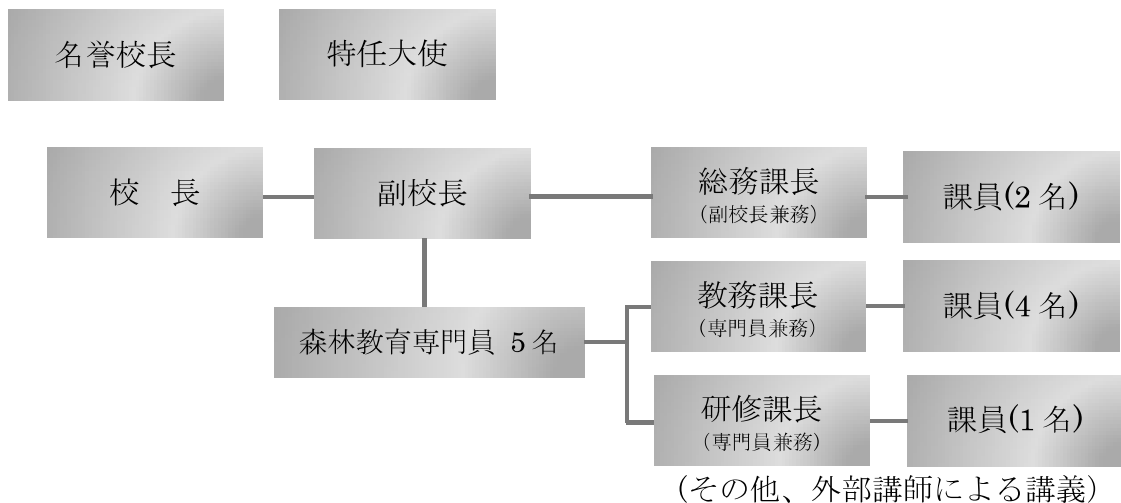 名誉校長
特任大使
校　長
副校長
総務課長
(副校長兼務)
課員(2 名)
教務課長
(専門員兼務)
課員(4 名)
森林教育専門員 5 名
研修課長
(専門員兼務)
課員(1 名)
(その他、外部講師による講義)